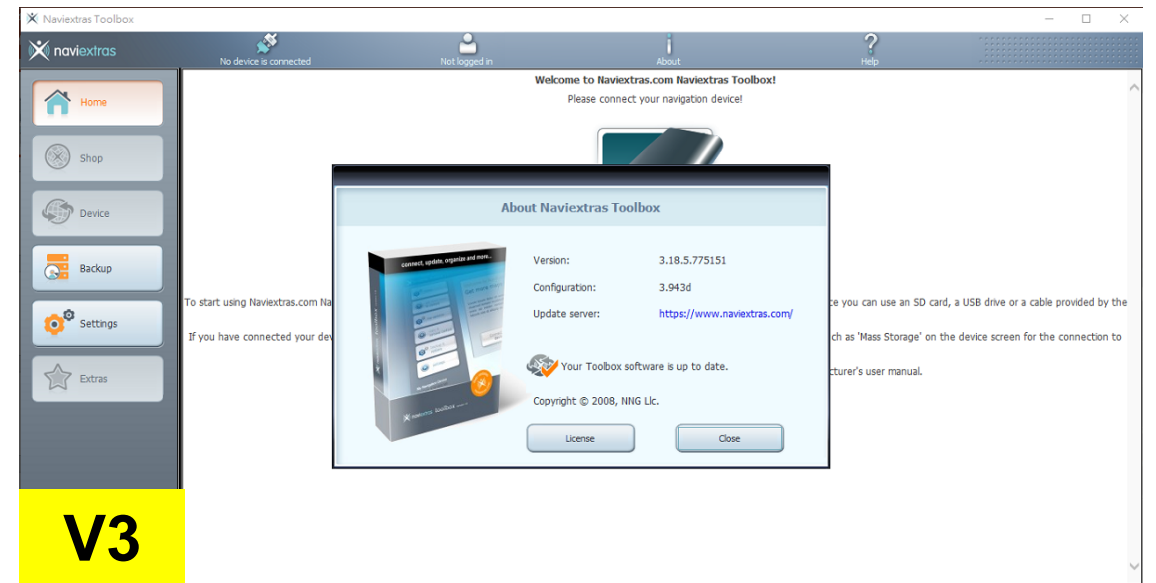 Naviextras Toolbox
naviextras
No device is connected
Not logged in
About
Help
Home
Shop
Device
Backup
Settings
Extras
Welcome to Naviextras.com Naviextras Toolbox!
Please connect your navigation device!
To start using Naviextras.com Na
ce you can use an SD card, a USB drive or a cable provided by the
If you have connected your dev
ch as 'Mass Storage' on the device screen for the connection to
cturer's user manual.
About Naviextras Toolbox
connect, update, organize and more...
Version: 3.18.5.775151
Configuration: 3.943d
Update server: https://www.naviextras.com/
Your Toolbox software is up to date.
Copyright © 2008, NNG Llc.
License
Close
V3